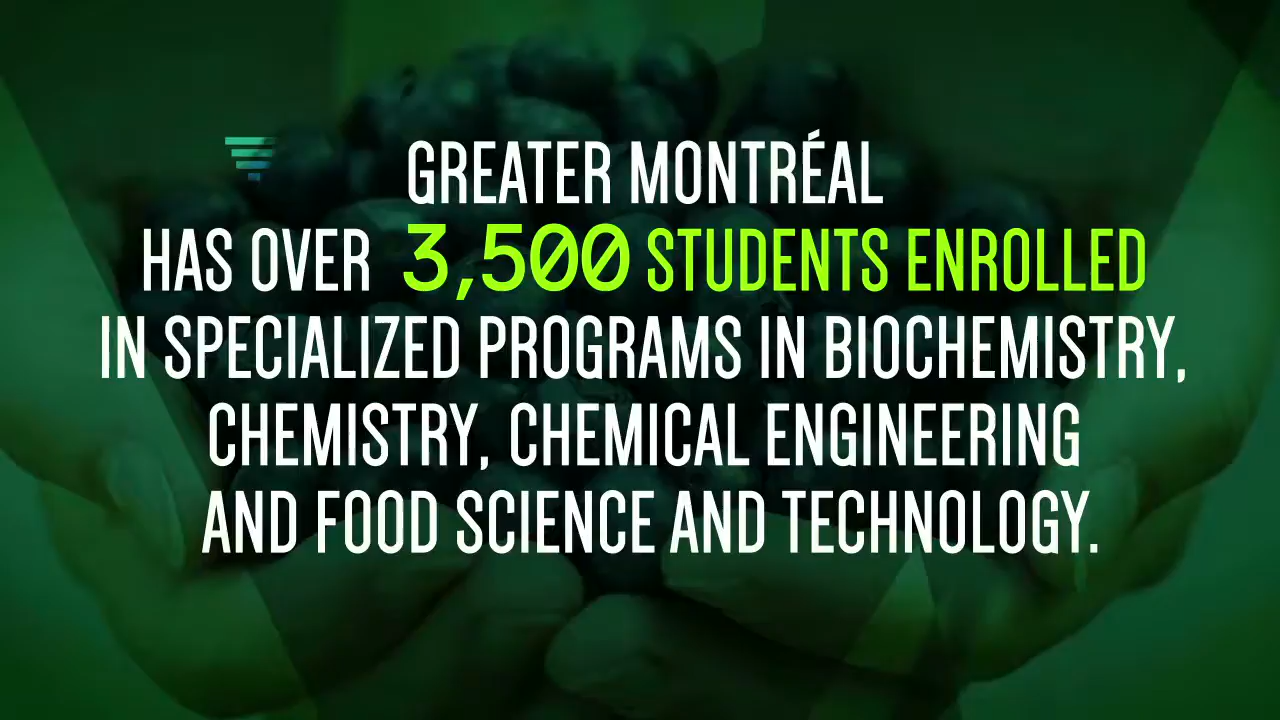 GREATER MONTRÉAL
HAS OVER 3,500 STUDENTS ENROLLED
IN SPECIALIZED PROGRAMS IN BIOCHEMISTRY,
CHEMISTRY, CHEMICAL ENGINEERING
AND FOOD SCIENCE AND TECHNOLOGY.